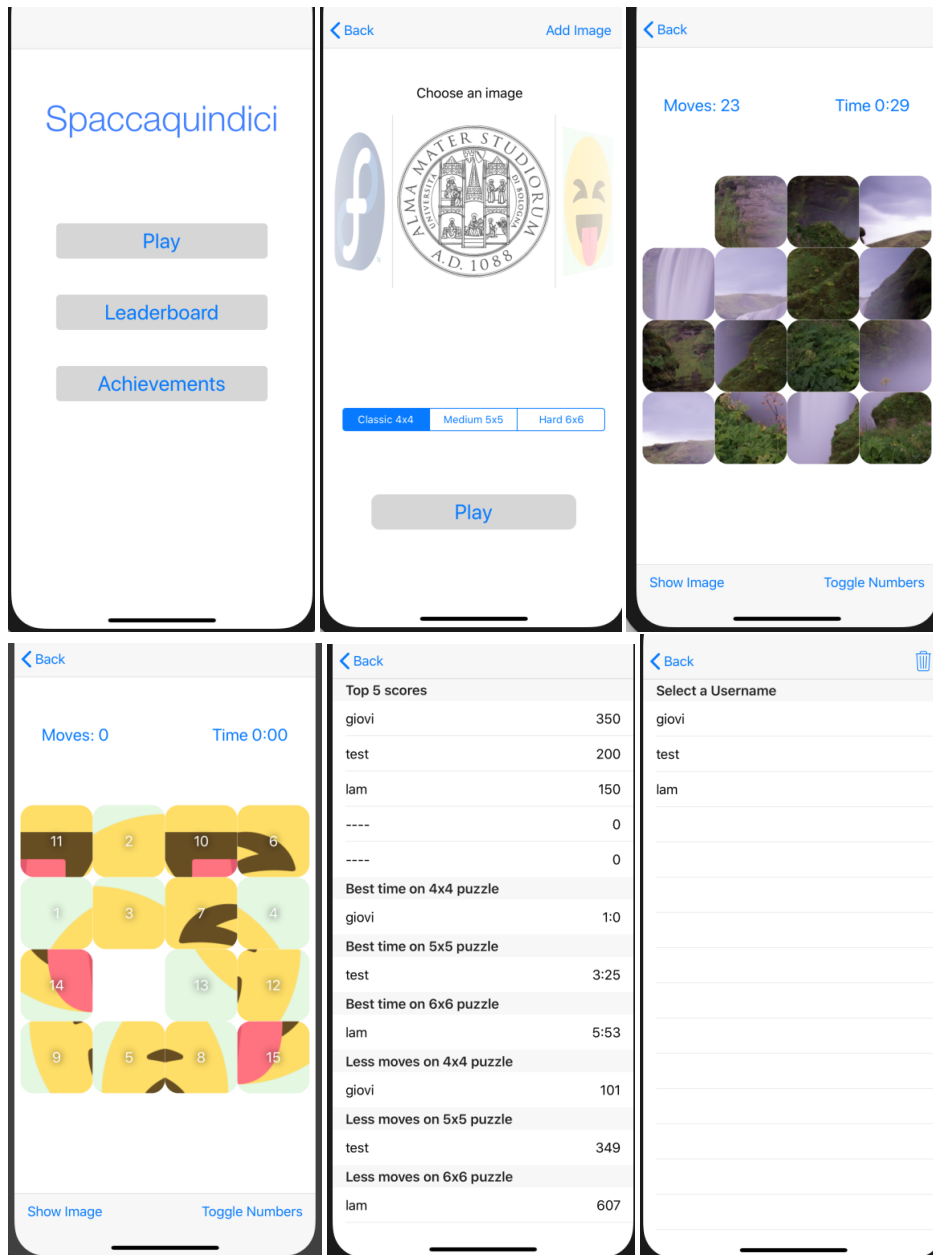 Spaccaquindici
Play
Leaderboard
Achievements
Back Add Image
Choose an image
ALMA MATER STUDIORUM
UNIVERSITA DI BOLOGNA
A.D. 1088
Classic 4x4 Medium 5x5 Hard 6x6
Play
Back
Moves: 23 Time 0:29
Show Image Toggle Numbers
Back
Moves: 0 Time 0:00
11 2 10 6
1 3 7 4
14 13 12
9 5 8 15
Show Image Toggle Numbers
Back
Top 5 scores
giovi 350
test 200
lam 150
---- 0
---- 0
Best time on 4x4 puzzle
giovi 1:0
Best time on 5x5 puzzle
test 3:25
Best time on 6x6 puzzle
lam 5:53
Less moves on 4x4 puzzle
giovi 101
Less moves on 5x5 puzzle
test 349
Less moves on 6x6 puzzle
lam 607
Back
Select a Username
giovi
test
lam